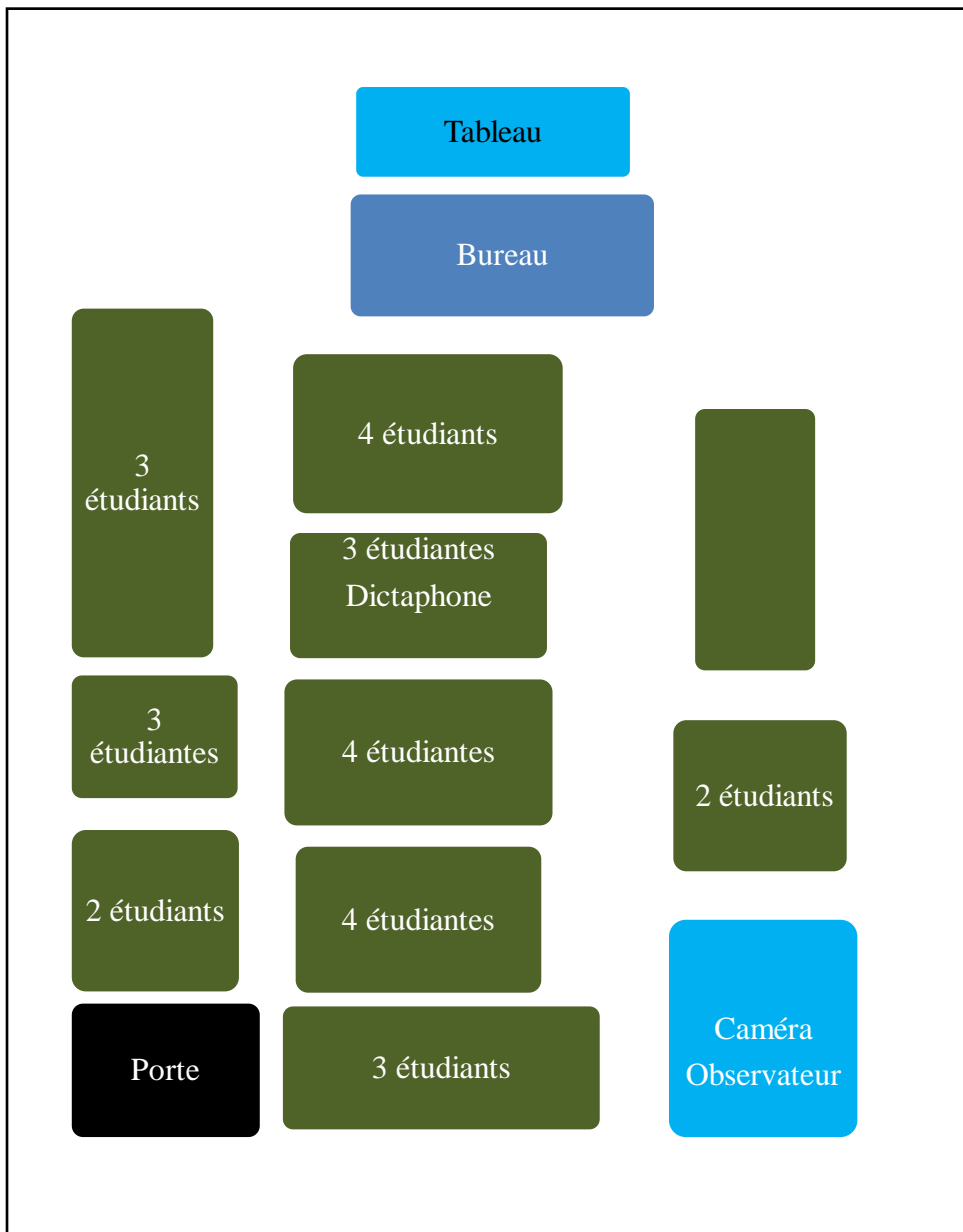 Tableau
Bureau
4 étudiants
3
étudiants
3 étudiantes
Dictaphone
3
étudiantes
4 étudiantes
2 étudiants
2 étudiants
4 étudiantes
Caméra
Observateur
Porte
3 étudiants